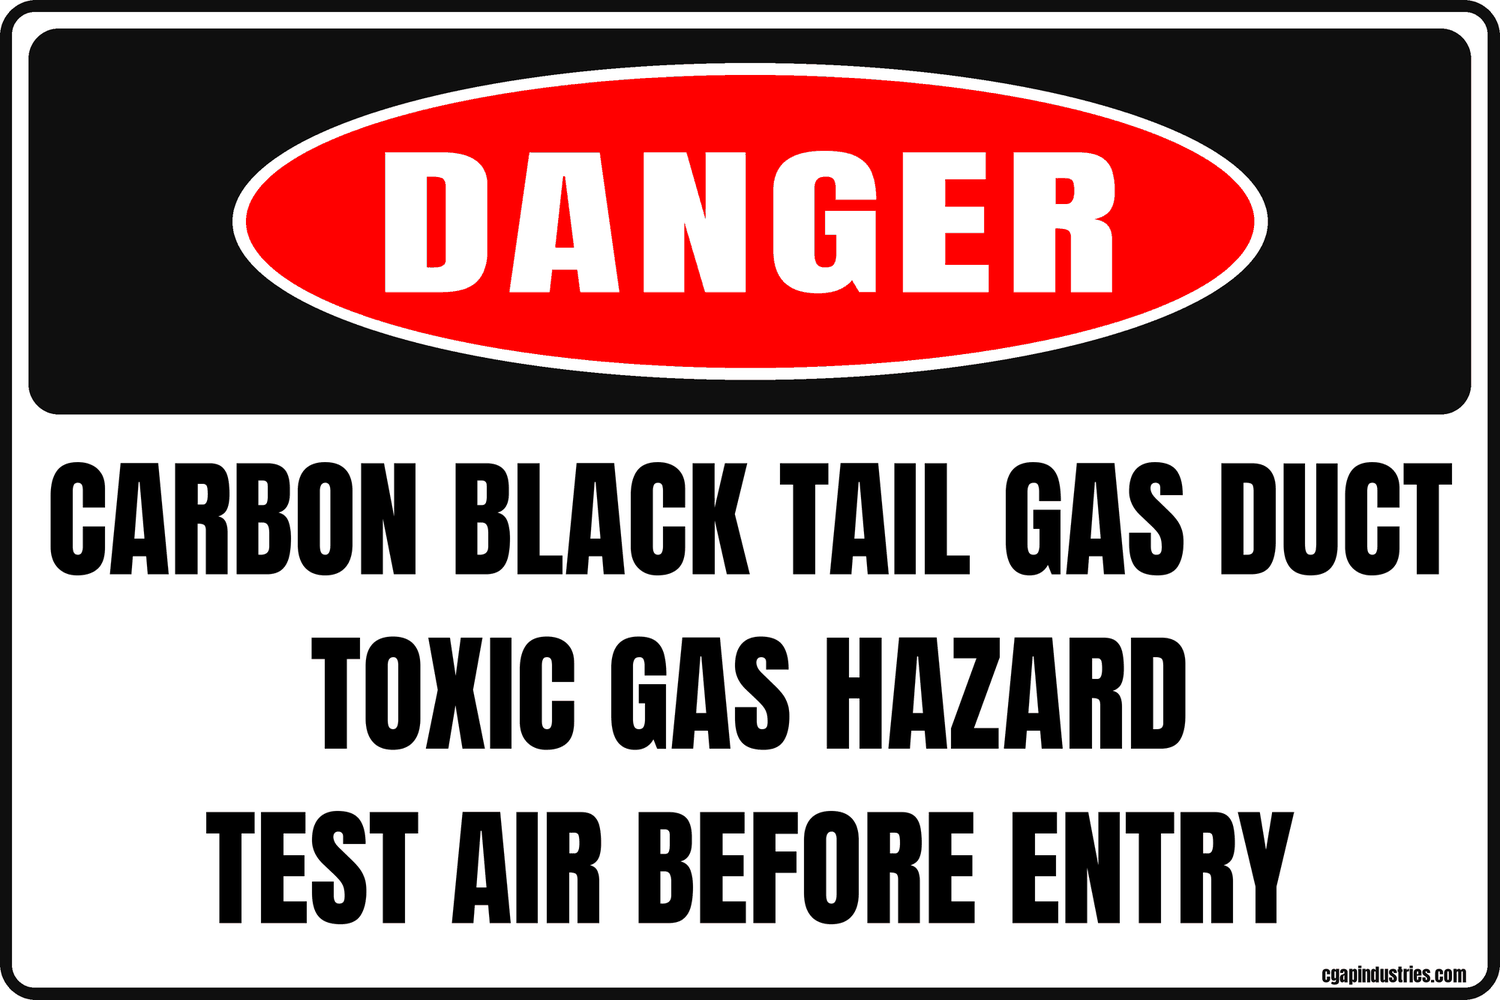 DANGER
CARBON BLACK TAIL GAS DUCT
TOXIC GAS HAZARD
TEST AIR BEFORE ENTRY
cgapindustries.com